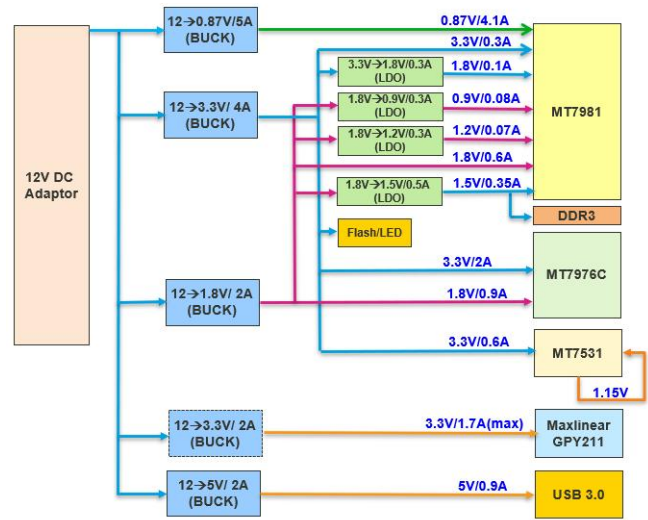 12V DC
Adaptor
12→0.87V/5A
(BUCK)
0.87V/4.1A
3.3V/0.3A
3.3V→1.8V/0.3A
(LDO)
1.8V/0.1A
12→3.3V/ 4A
(BUCK)
1.8V→0.9V/0.3A
(LDO)
0.9V/0.08A
MT7981
1.8V→1.2V/0.3A
(LDO)
1.2V/0.07A
1.8V/0.6A
1.8V→1.5V/0.5A
(LDO)
1.5V/0.35A
DDR3
Flash/LED
3.3V/2A
MT7976C
12→1.8V/ 2A
(BUCK)
1.8V/0.9A
3.3V/0.6A
MT7531
1.15V
12→3.3V/ 2A
(BUCK)
3.3V/1.7A(max)
Maxlinear
GPY211
12→5V/ 2A
(BUCK)
5V/0.9A
USB 3.0